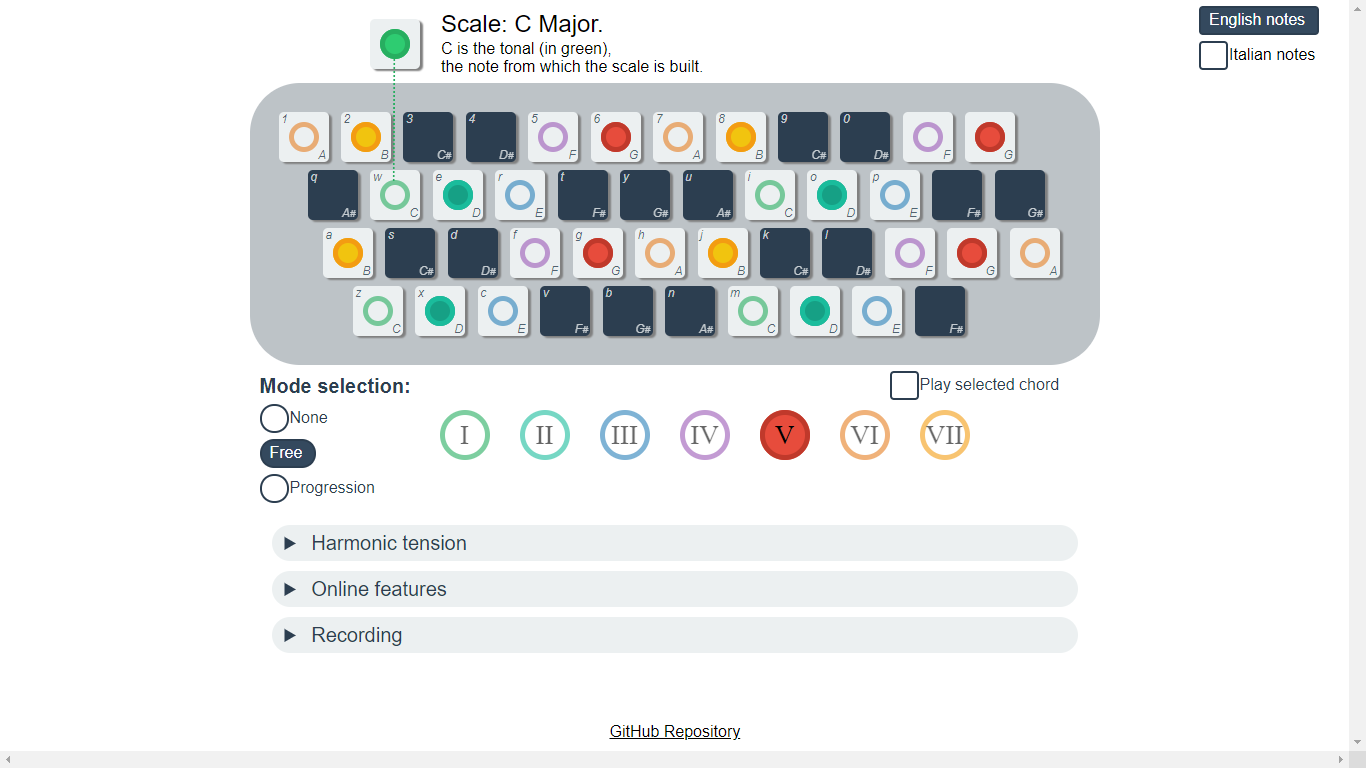 Scale: C Major.
C is the tonal (in green),
the note from which the scale is built.
English notes
Italian notes
1 A 2 B 3 C# 4 D# 5 F 6 G 7 A 8 B 9 C# 0 D# F G
q A# w C e D r E t F# y G# u A# i C o D p E F# G#
a B s C# d D# f F g G h A j B k C# l D# F G A
z C x D c E v F# b G# n A# m C D E F#
Mode selection:
Play selected chord
None
Free
Progression
I II III IV V VI VII
Harmonic tension
Online features
Recording
GitHub Repository